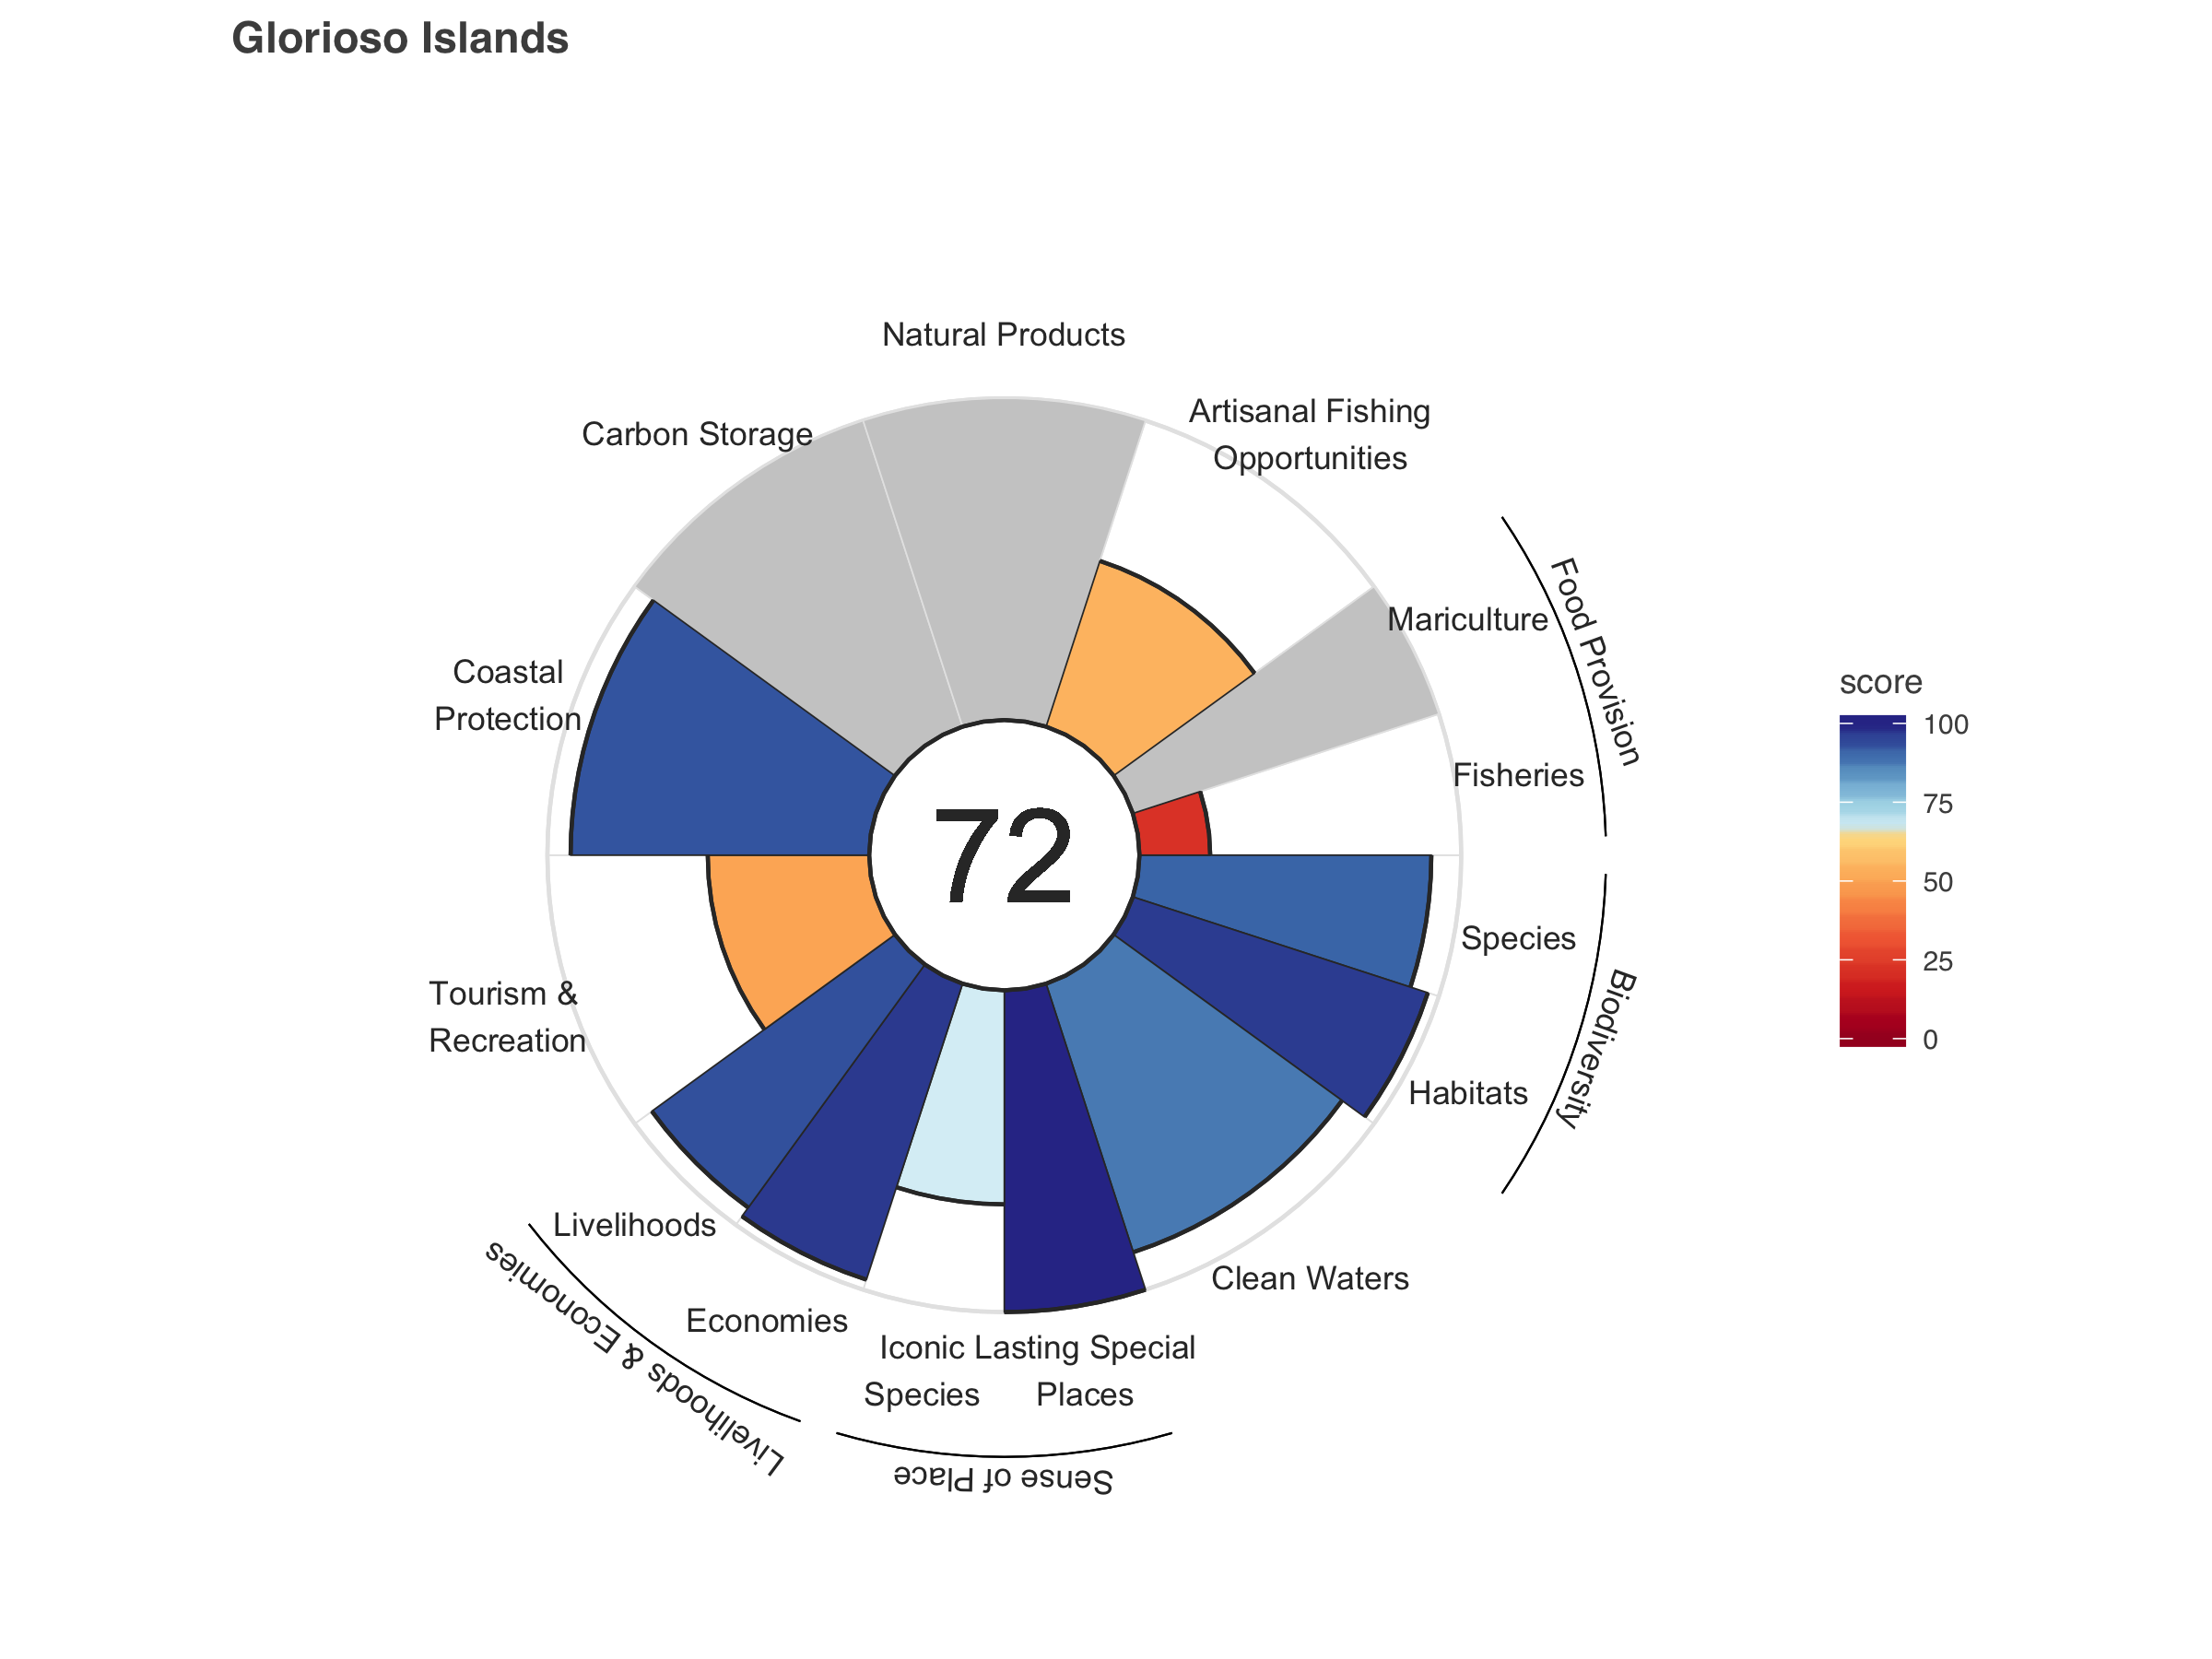 Glorioso Islands
Natural Products
Artisanal Fishing
Opportunities
Carbon Storage
Mariculture
Food Provision
Coastal
Protection
Fisheries
72
score
100
75
50
25
0
Species
Biodiversity
Tourism &
Recreation
Habitats
Livelihoods
Clean Waters
Economies
Livelihoods & Economies
Iconic
Species
Lasting Special
Places
Sense of Place